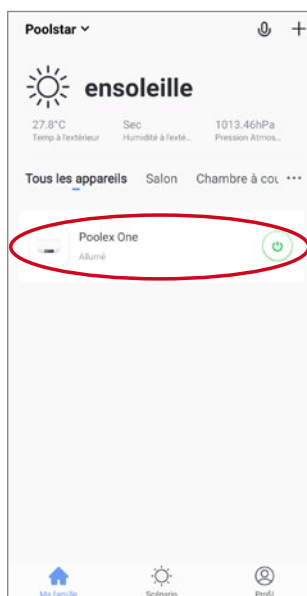 Poolstar
ensoleille
27.8°C Sec 1013.46hPa
Temp à l'extérieur Humidité à l'exté... Pression Atmos...
Tous les appareils Salon Chambre à cou ...
Poolex One
Allumé
Ma famille Scénario Profil